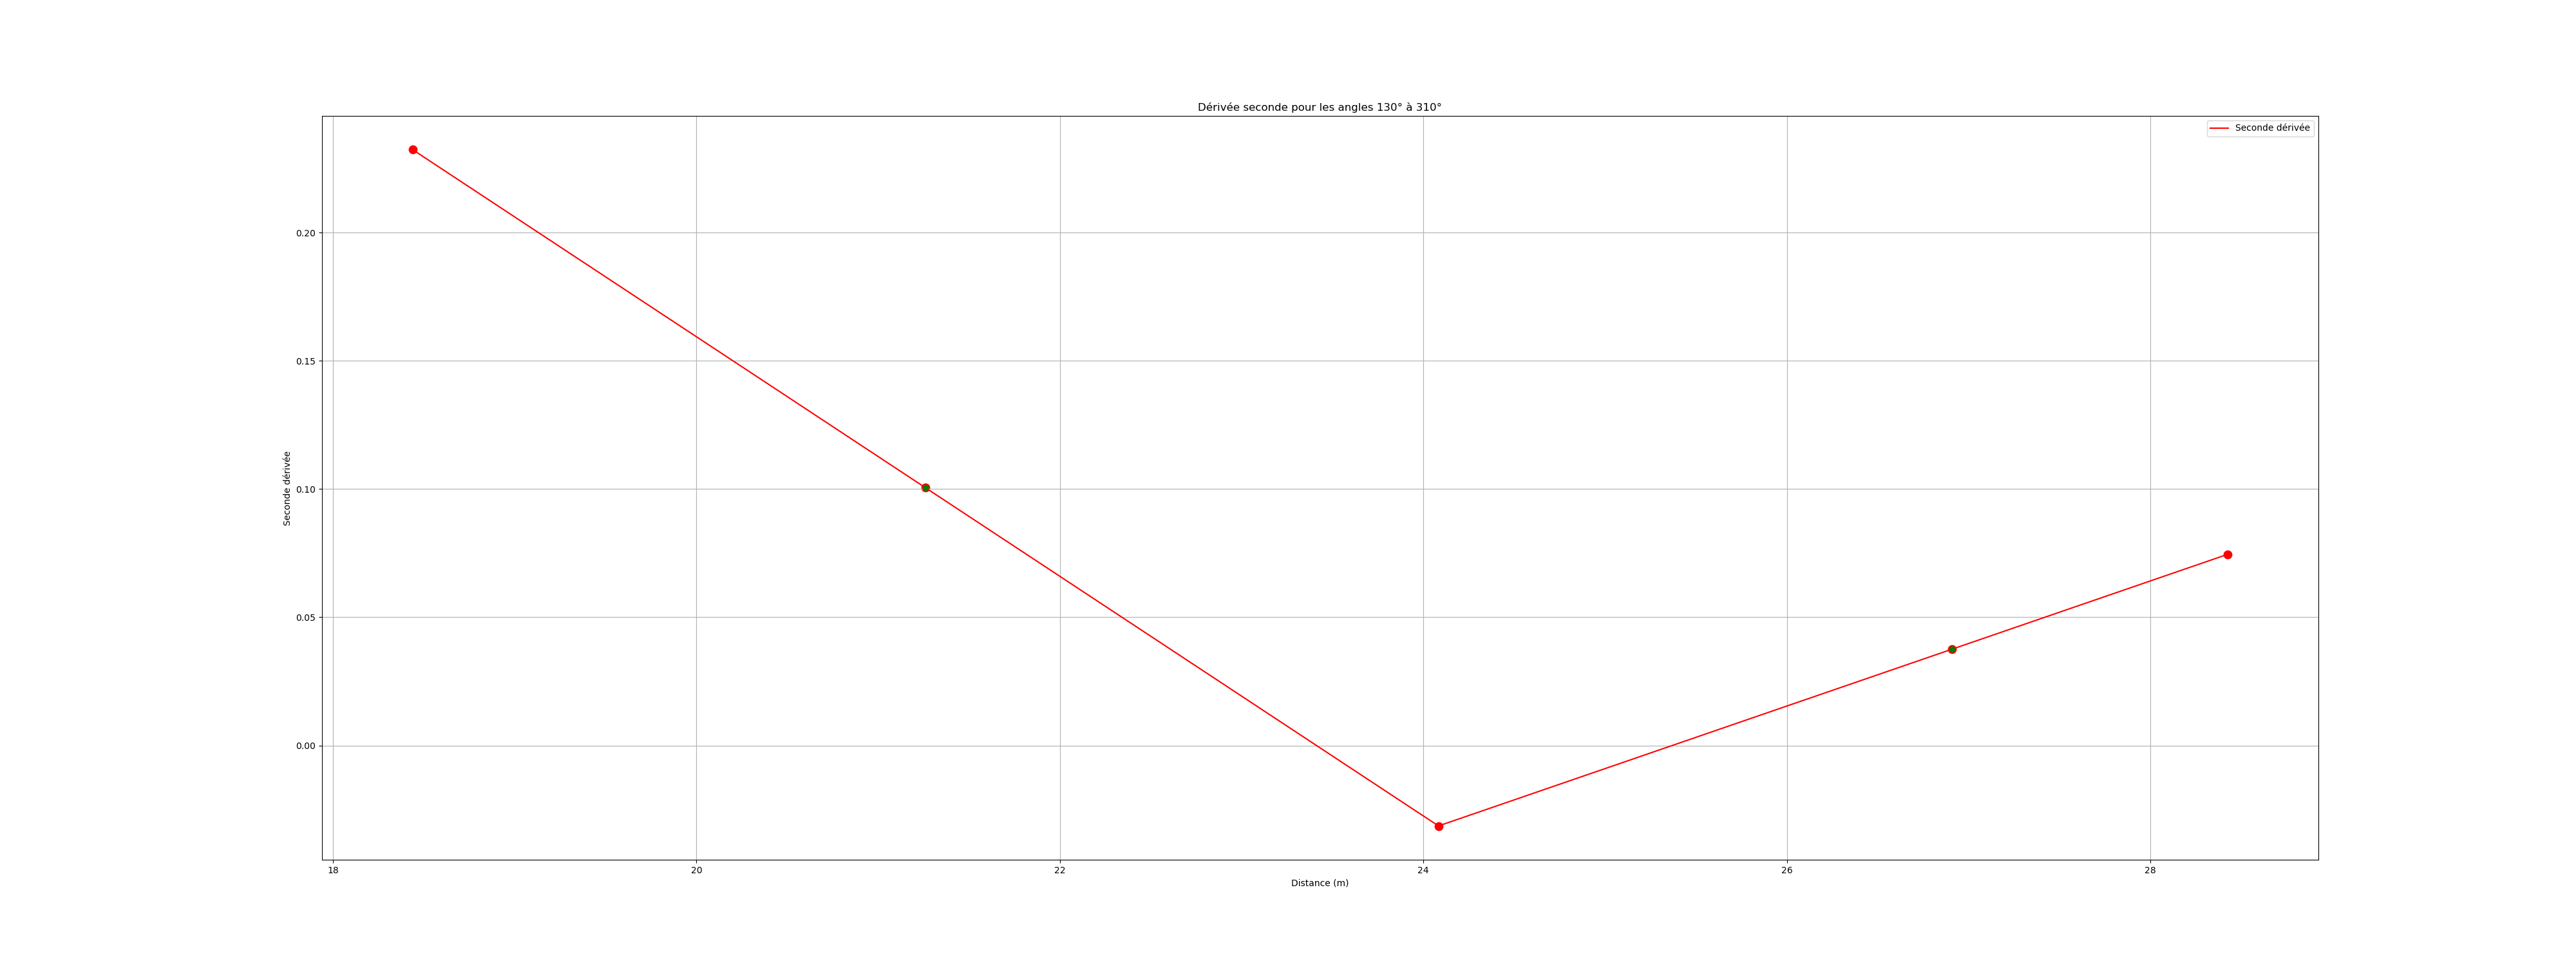 Dérivée seconde pour les angles 130° à 310°
Seconde dérivée
0.20
0.15
0.10
0.05
0.00
Seconde dérivée
18 20 22 24 26 28
Distance (m)